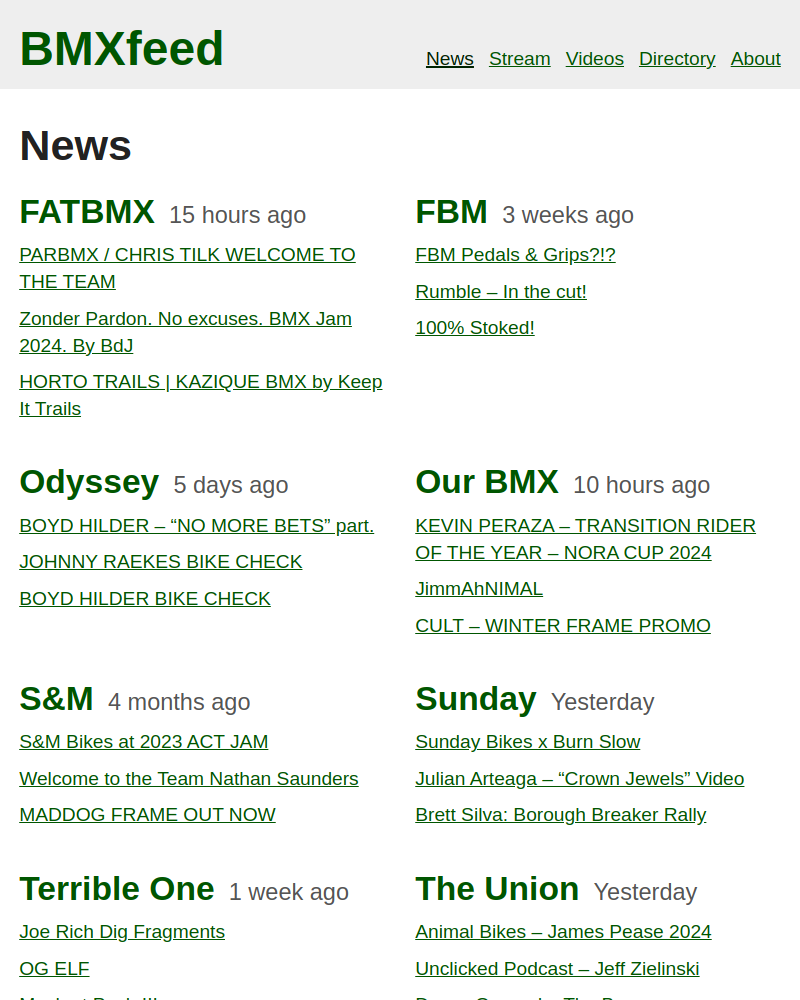 BMXfeed
News Stream Videos Directory About
News
FATBMX 15 hours ago
PARBMX / CHRIS TILK WELCOME TO
THE TEAM
Zonder Pardon. No excuses. BMX Jam
2024. By BdJ
HORTO TRAILS | KAZIQUE BMX by Keep
It Trails
FBM 3 weeks ago
FBM Pedals & Grips?!?
Rumble – In the cut!
100% Stoked!
Odyssey 5 days ago
BOYD HILDER – “NO MORE BETS” part.
JOHNNY RAEKES BIKE CHECK
BOYD HILDER BIKE CHECK
Our BMX 10 hours ago
KEVIN PERAZA – TRANSITION RIDER
OF THE YEAR – NORA CUP 2024
JimmAhNIMAL
CULT – WINTER FRAME PROMO
S&M 4 months ago
S&M Bikes at 2023 ACT JAM
Welcome to the Team Nathan Saunders
MADDOG FRAME OUT NOW
Sunday Yesterday
Sunday Bikes x Burn Slow
Julian Arteaga – “Crown Jewels” Video
Brett Silva: Borough Breaker Rally
Terrible One 1 week ago
Joe Rich Dig Fragments
OG ELF
The Union Yesterday
Animal Bikes – James Pease 2024
Unclicked Podcast – Jeff Zielinski